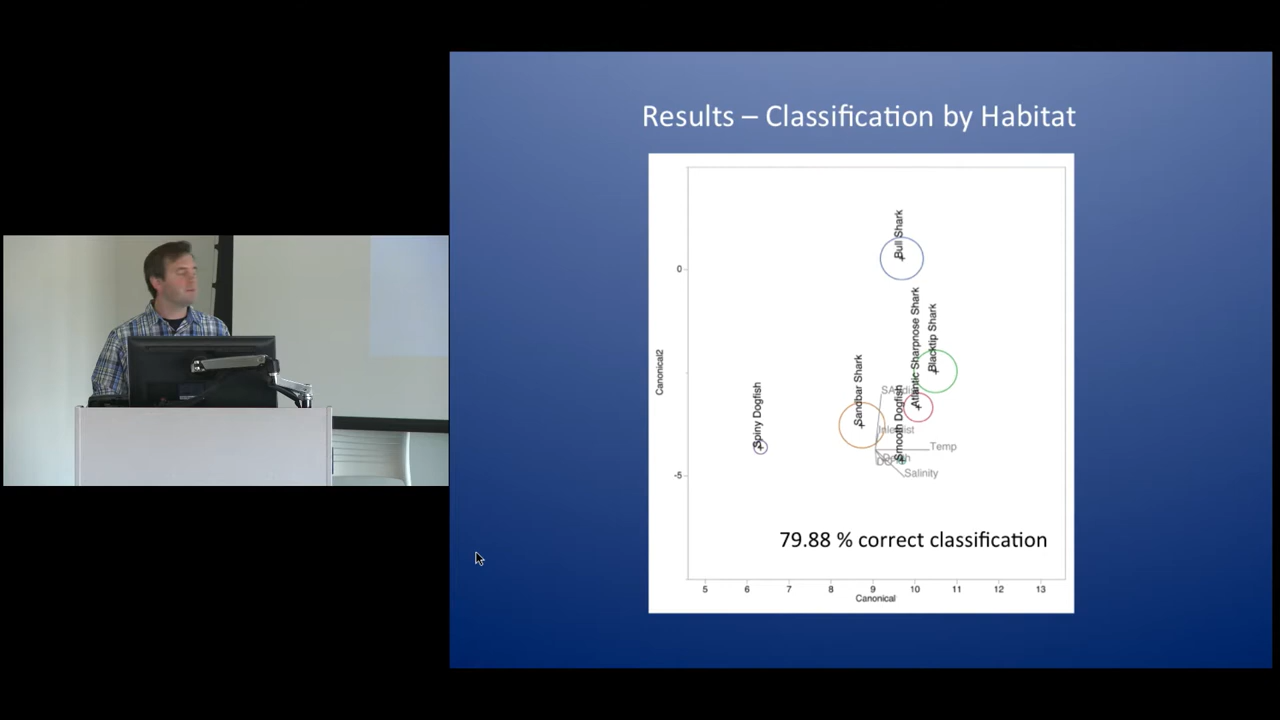 Results – Classification by Habitat
Bull Shark
Atlantic Sharpnose Shark
Blacktip Shark
Sandbar Shark
Spiny Dogfish
Smooth Dogfish
Temp
Salinity
Canonical2
0
-5
79.88 % correct classification
5 6 7 8 9 10 11 12 13
Canonical